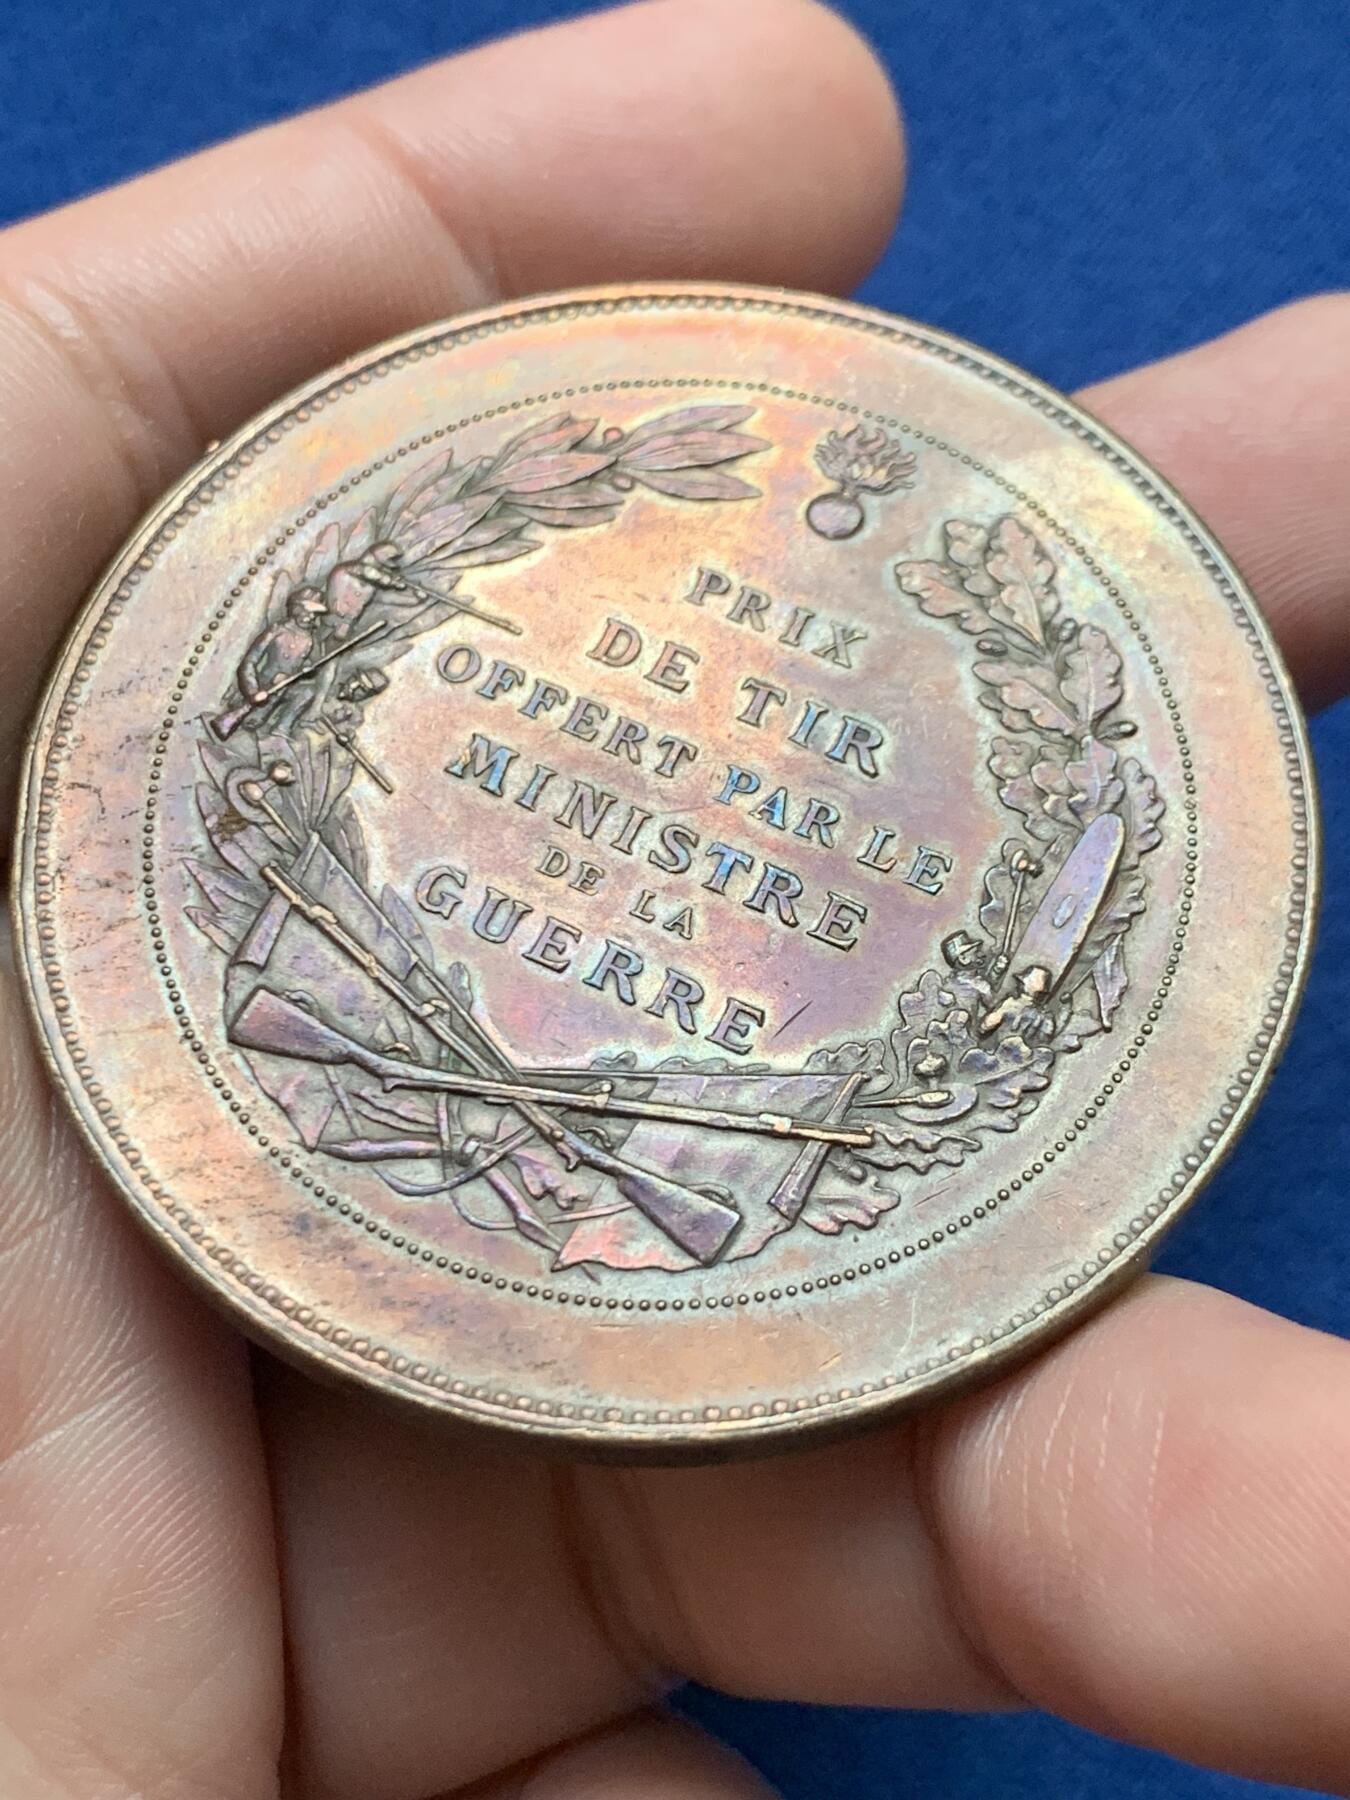 PRIX
DE TIR
OFFERT PAR LE
MINISTRE
DE LA
GUERRE